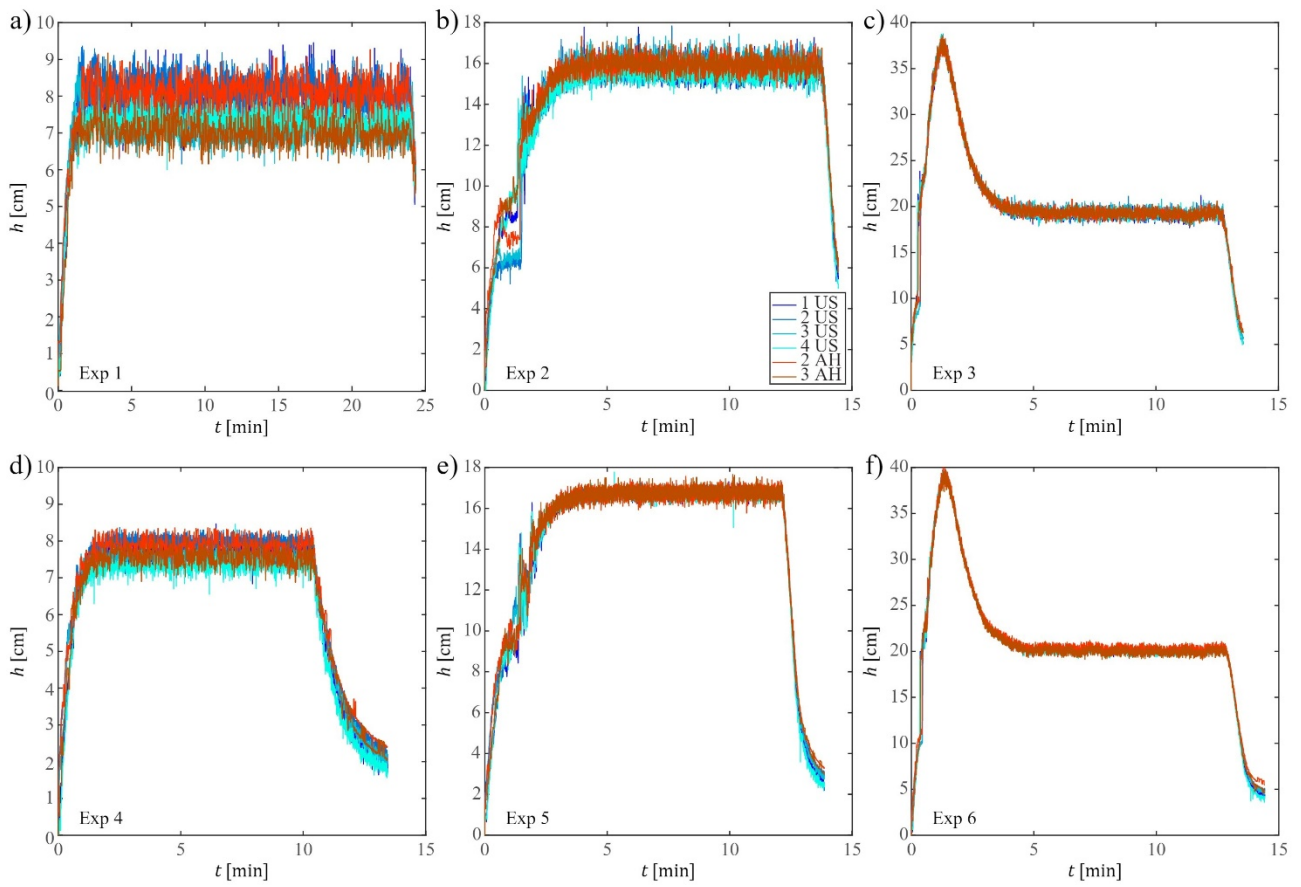 a)
10
9
8
7
6
5
4
3
2
1
0
h [cm]
Exp 1
0 5 10 15 20 25
t [min]
b)
18
16
14
12
10
8
6
4
2
0
h [cm]
1 US
2 US
3 US
4 US
2 AH
3 AH
Exp 2
0 5 10 15
t [min]
c)
40
35
30
25
20
15
10
5
0
h [cm]
Exp 3
0 5 10 15
t [min]
d)
10
9
8
7
6
5
4
3
2
1
0
h [cm]
Exp 4
0 5 10 15
t [min]
e)
18
16
14
12
10
8
6
4
2
0
h [cm]
Exp 5
0 5 10 15
t [min]
f)
40
35
30
25
20
15
10
5
0
h [cm]
Exp 6
0 5 10 15
t [min]